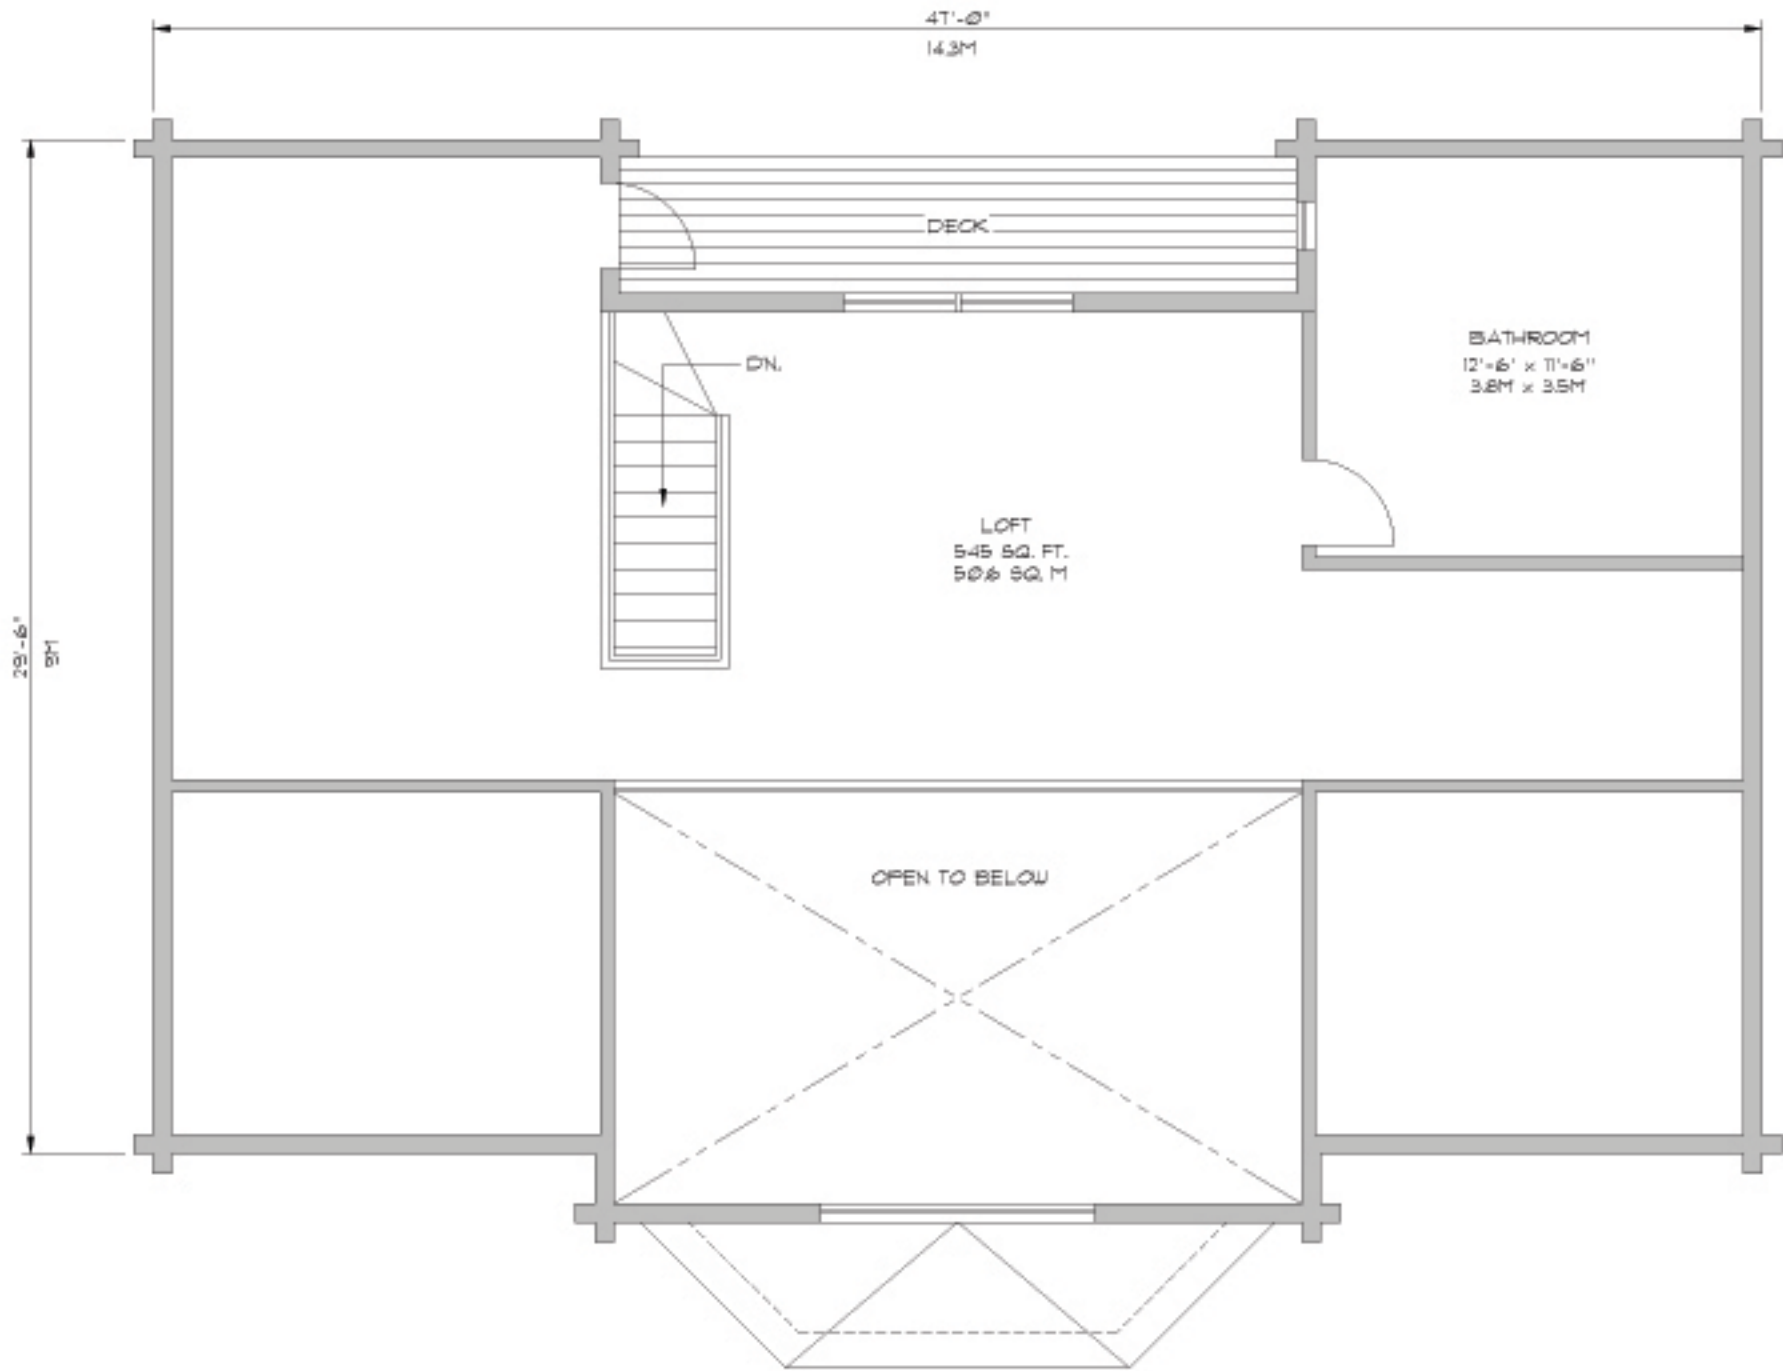 47'-0"
14.3M
DECK
DN.
BATHROOM
12'-6' x 11'-6"
3.8M x 3.5M
LOFT
545 SQ. FT.
50.6 SQ. M
29'-6"
9M
OPEN TO BELOW